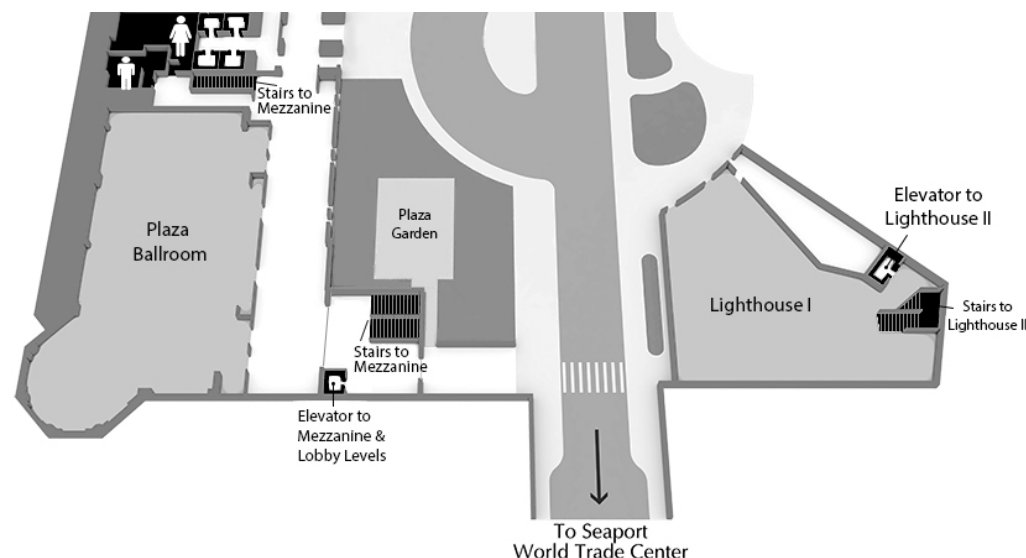 Stairs to
Mezzanine
Plaza
Ballroom
Plaza
Garden
Elevator to
Lighthouse II
Lighthouse I
Stairs to
Lighthouse II
Stairs to
Mezzanine
Elevator to
Mezzanine &
Lobby Levels
To Seaport
World Trade Center